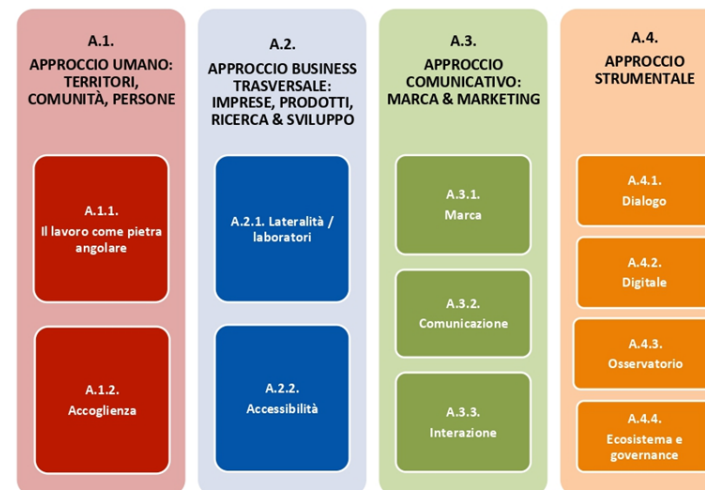 A.1.
APPROCCIO UMANO:
TERRITORI,
COMUNITÀ, PERSONE
A.1.1.
Il lavoro come pietra
angolare
A.1.2.
Accoglienza
A.2.
APPROCCIO BUSINESS
TRASVERSALE:
IMPRESE, PRODOTTI,
RICERCA & SVILUPPO
A.2.1. Lateralità /
laboratori
A.2.2.
Accessibilità
A.3.
APPROCCIO
COMUNICATIVO:
MARCA & MARKETING
A.3.1.
Marca
A.3.2.
Comunicazione
A.3.3.
Interazione
A.4.
APPROCCIO
STRUMENTALE
A.4.1.
Dialogo
A.4.2.
Digitale
A.4.3.
Osservatorio
A.4.4.
Ecosistema e
governance